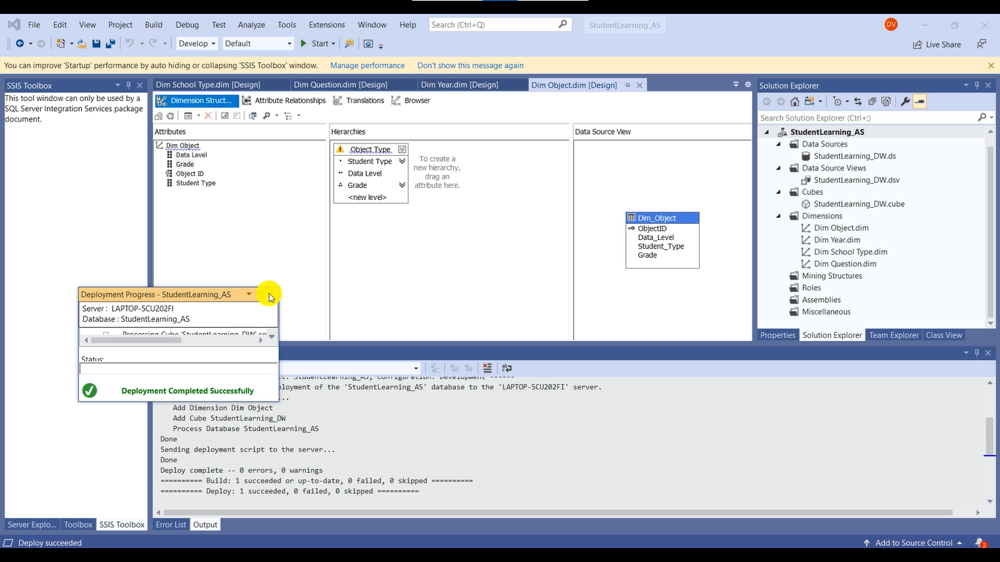 File Edit View Project Build Debug Test Analyze Tools Extensions Window Help Search (Ctrl+Q) StudentLearning_AS DV
Develop Default Start Live Share
You can improve 'Startup' performance by auto hiding or collapsing 'SSIS Toolbox' window. Manage performance Don't show this message again
SSIS Toolbox
This tool window can only be used by a
SQL Server Integration Services package
document.
Dim School Type.dim [Design] Dim Question.dim [Design] Dim Year.dim [Design] Dim Object.dim [Design]
Dimension Struct... Attribute Relationships Translations Browser
Attributes
Dim Object
Data Level
Grade
Object ID
Student Type
Hierarchies
Object Type
Student Type
Data Level
Grade
<new level>
To create a
new hierarchy,
drag an
attribute here.
Data Source View
Dim_Object
ObjectID
Data_Level
Student_Type
Grade
Solution Explorer
Search Solution Explorer (Ctrl+;)
StudentLearning_AS
Data Sources
StudentLearning_DW.ds
Data Source Views
StudentLearning_DW.dsv
Cubes
StudentLearning_DW.cube
Dimensions
Dim Object.dim
Dim Year.dim
Dim School Type.dim
Dim Question.dim
Mining Structures
Roles
Assemblies
Miscellaneous
Properties Solution Explorer Team Explorer Class View
Deployment Progress - StudentLearning_AS
Server : LAPTOP-5CU202FI
Database : StudentLearning_AS
Processing Cube 'StudentLearning_DW' co
Status:
Deployment Completed Successfully
StudentLearning_AS, Configuration: Development ------
ployment of the 'StudentLearning_AS' database to the 'LAPTOP-5CU202FI' server.
...
Add Dimension Dim Object
Add Cube StudentLearning_DW
Process Database StudentLearning_AS
Done
Sending deployment script to the server...
Done
Deploy complete -- 0 errors, 0 warnings
========== Build: 1 succeeded or up-to-date, 0 failed, 0 skipped ==========
========== Deploy: 1 succeeded, 0 failed, 0 skipped ==========
Server Explo... Toolbox SSIS Toolbox Error List Output
Deploy succeeded Add to Source Control 3